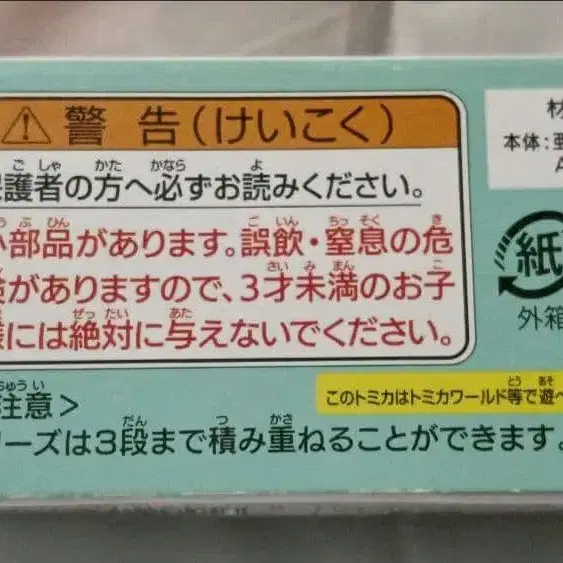 ⚠警告(けいこく)
護者の方へ必ずお読みください。
部品があります。誤飲・窒息の危
がありますので、3才未満のお子
には絶対に与えないでください。
注意>
リーズは3段まで積み重ねることができます。
このトミカはトミカワールド等で遊べ
材
本体:亜
A
紙
外箱